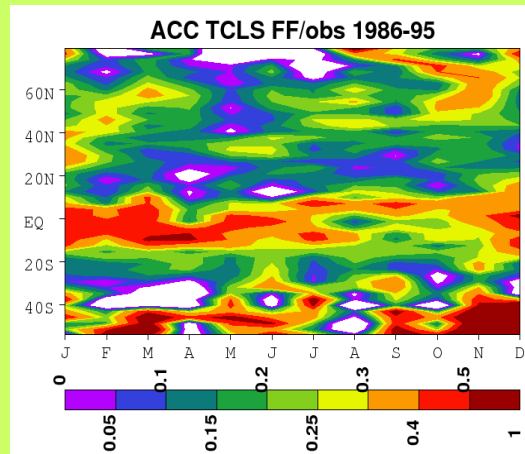 ACC TCLS FF/obs 1986-95
60N
40N
20N
EQ
20S
40S
J F M A M J J A S O N D
0 0.1 0.2 0.3 0.5
0.05 0.15 0.25 0.4 1